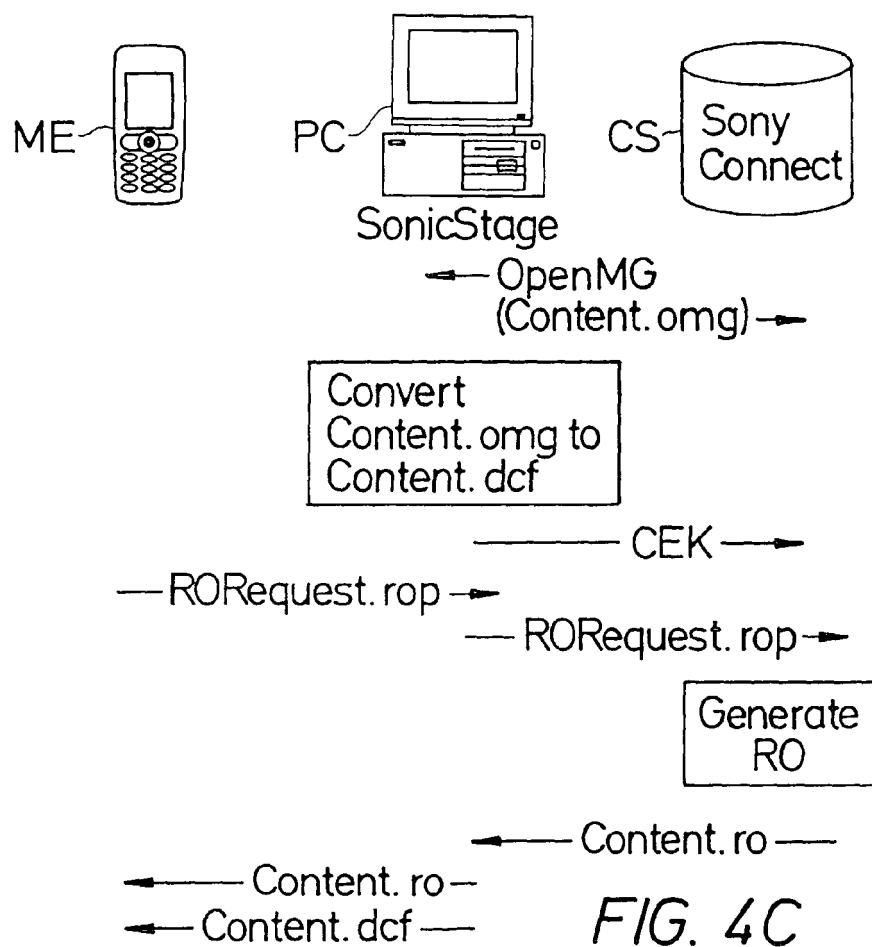 ME
PC
CS
Sony
Connect
SonicStage
OpenMG
(Content.omg)
Convert
Content.omg to
Content.dcf
CEK
RORequest.rop
RORequest.rop
Generate
RO
Content.ro
Content.ro
Content.dcf
FIG. 4C